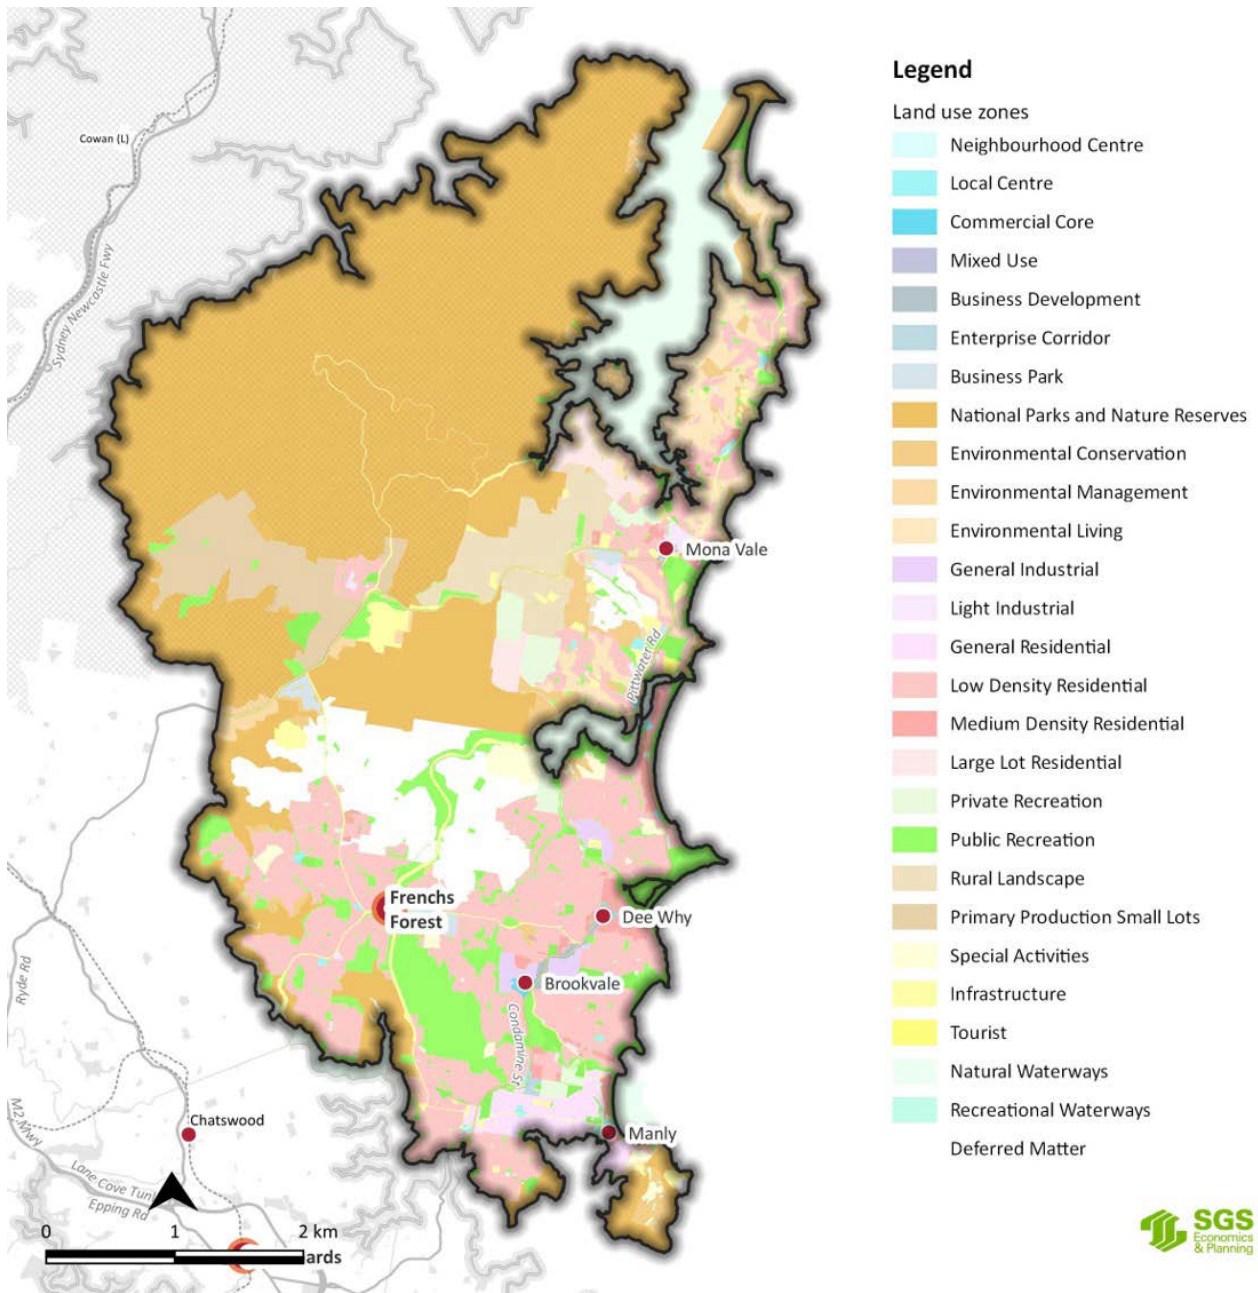 Legend
Land use zones
Neighbourhood Centre
Local Centre
Commercial Core
Mixed Use
Business Development
Enterprise Corridor
Business Park
National Parks and Nature Reserves
Environmental Conservation
Environmental Management
Environmental Living
General Industrial
Light Industrial
General Residential
Low Density Residential
Medium Density Residential
Large Lot Residential
Private Recreation
Public Recreation
Rural Landscape
Primary Production Small Lots
Special Activities
Infrastructure
Tourist
Natural Waterways
Recreational Waterways
Deferred Matter
Cowan (L)
Sydney Newcastle Fwy
Mona Vale
Pittwater Rd
Frenchs
Forest
Dee Why
Brookvale
Condamine St
Ryde Rd
Manly
Chatswood
M2 Mwy
Lane Cove Tun
Epping Rd
0 1 2 km
ards
SGS
Economics
& Planning